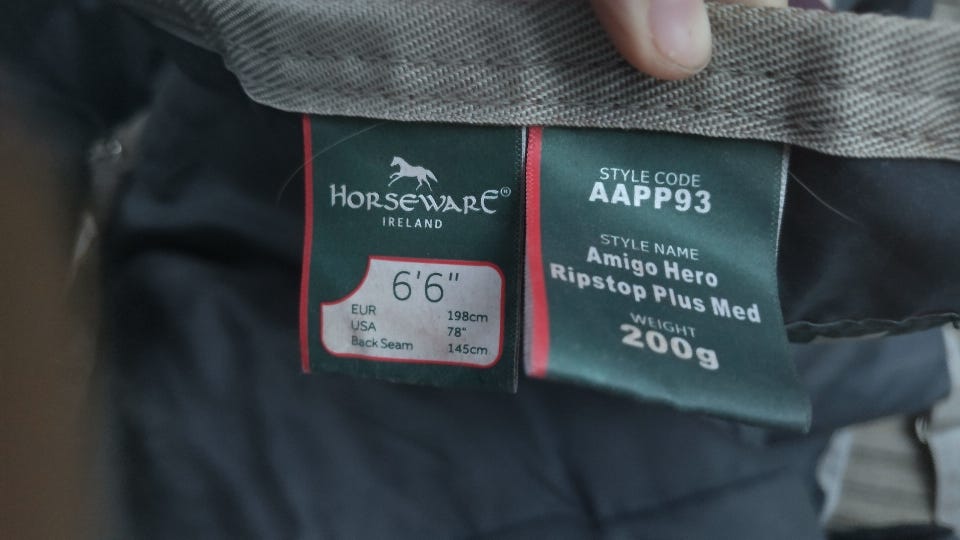 HORSEWARE®
IRELAND
6'6"
EUR 198cm
USA 78"
Back Seam 145cm
STYLE CODE
AAPP93
STYLE NAME
Amigo Hero
Ripstop Plus Med
WEIGHT
200g